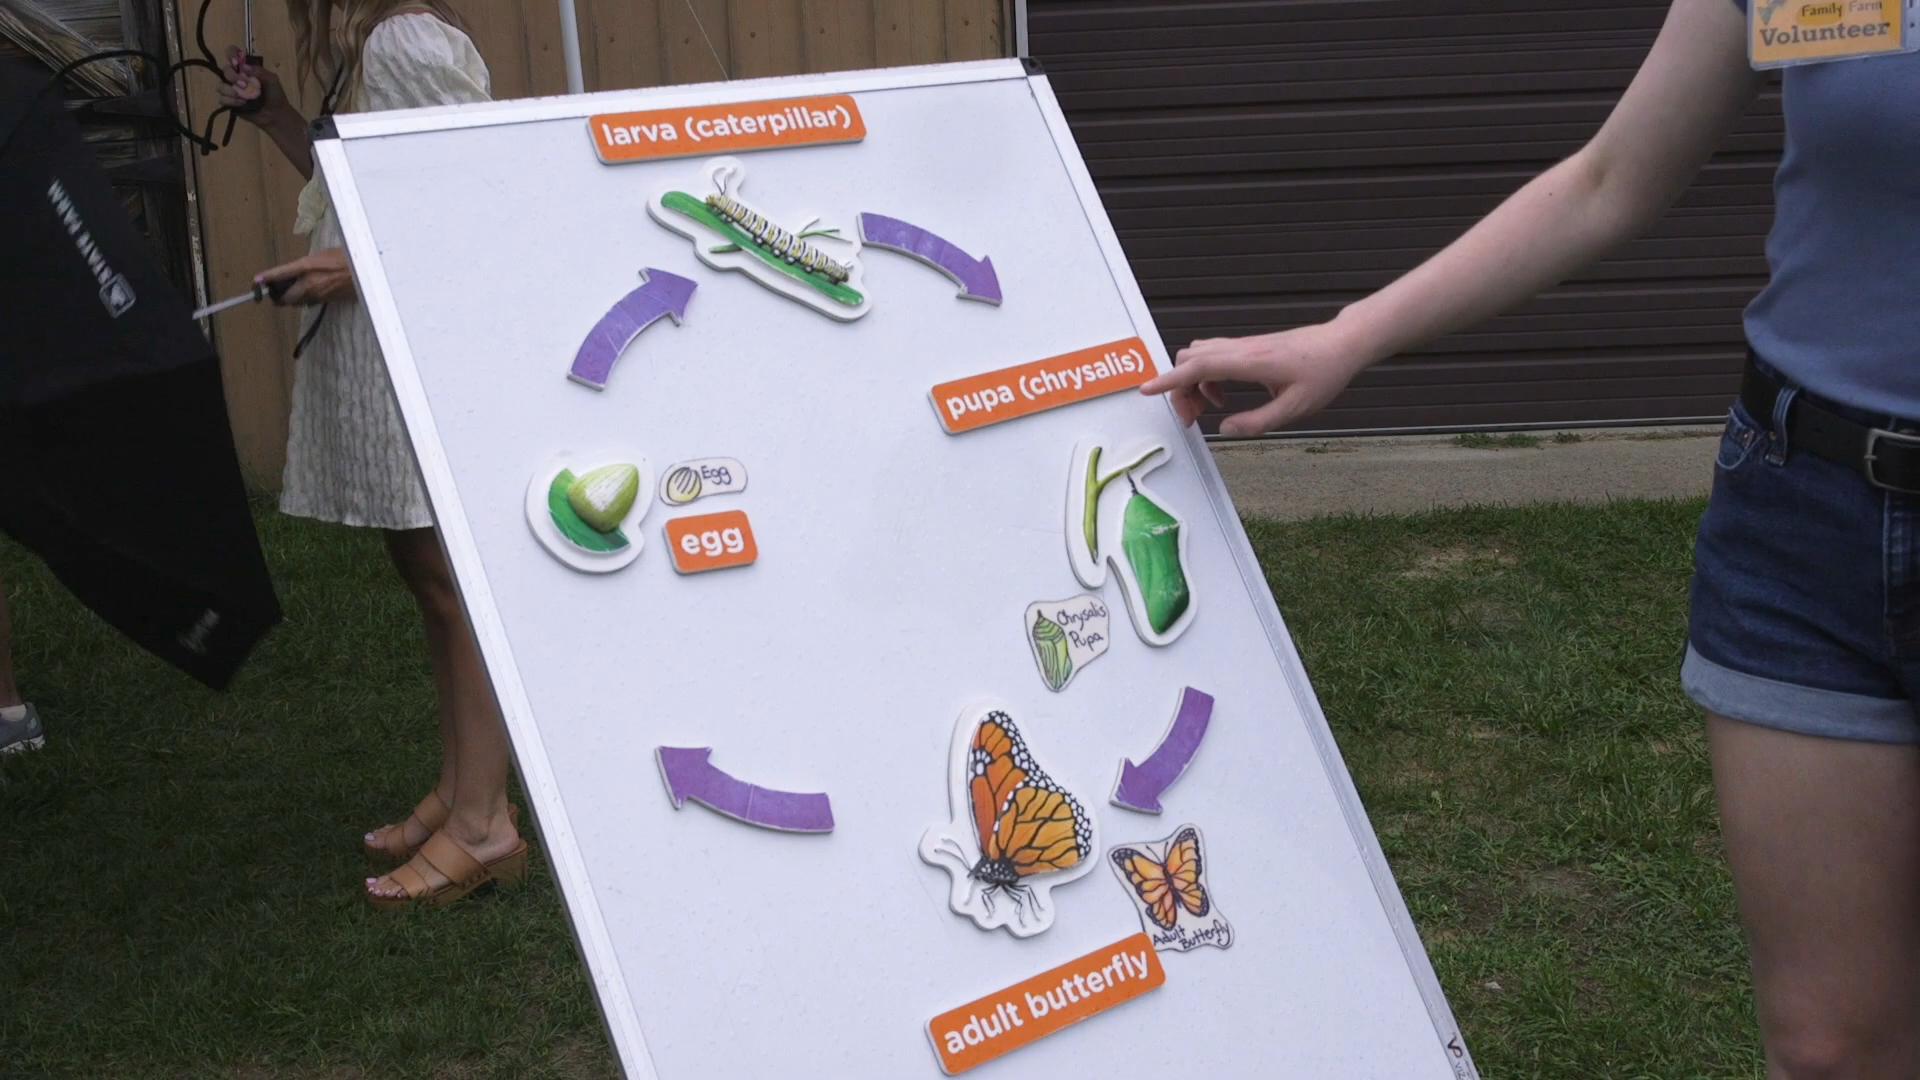 larva (caterpillar)
pupa (chrysalis)
Egg
egg
Chrysalis
Pupa
Adult
Butterfly
adult butterfly
Family Farm
Volunteer